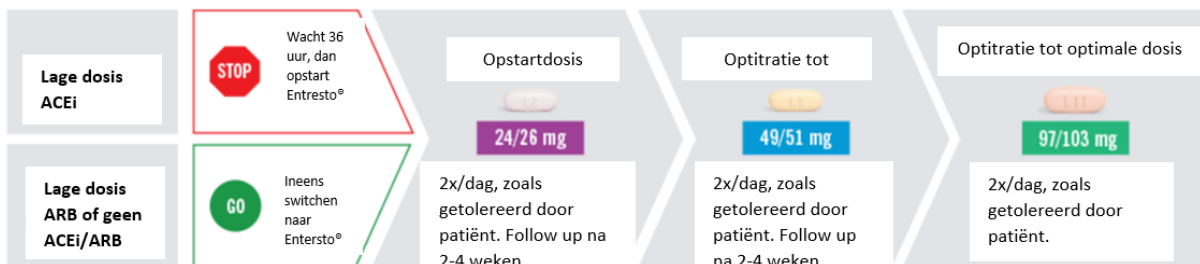 Lage dosis
ACEi
STOP
Wacht 36
uur, dan
opstart
Entresto®
Opstartdosis
L Z
24/26 mg
Optitratie tot
L 1
49/51 mg
Optitratie tot optimale dosis
L 11
97/103 mg
Lage dosis
ARB of geen
ACEi/ARB
GO
Ineens
switchen
naar
Entersto®
2x/dag, zoals
getolereerd door
patiënt. Follow up na
2-4 weken
2x/dag, zoals
getolereerd door
patiënt. Follow up
na 2-4 weken
2x/dag, zoals
getolereerd door
patiënt.